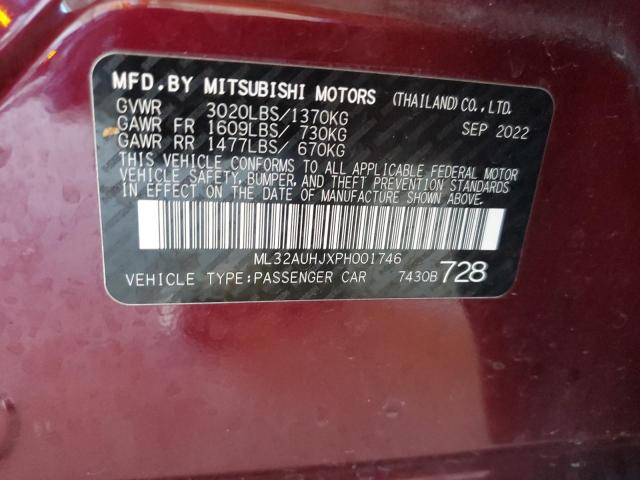 MFD.BY MITSUBISHI MOTORS (THAILAND)CO.,LTD.
GVWR 3020LBS/1370KG SEP 2022
GAWR FR 1609LBS/ 730KG
GAWR RR 1477LBS/ 670KG
THIS VEHICLE CONFORMS TO ALL APPLICABLE FEDERAL MOTOR
VEHICLE SAFETY, BUMPER, AND THEFT PREVENTION STANDARDS
IN EFFECT ON THE DATE OF MANUFACTURE SHOWN ABOVE.
ML32AUHJXPH001746
VEHICLE TYPE:PASSENGER CAR 7430B 728